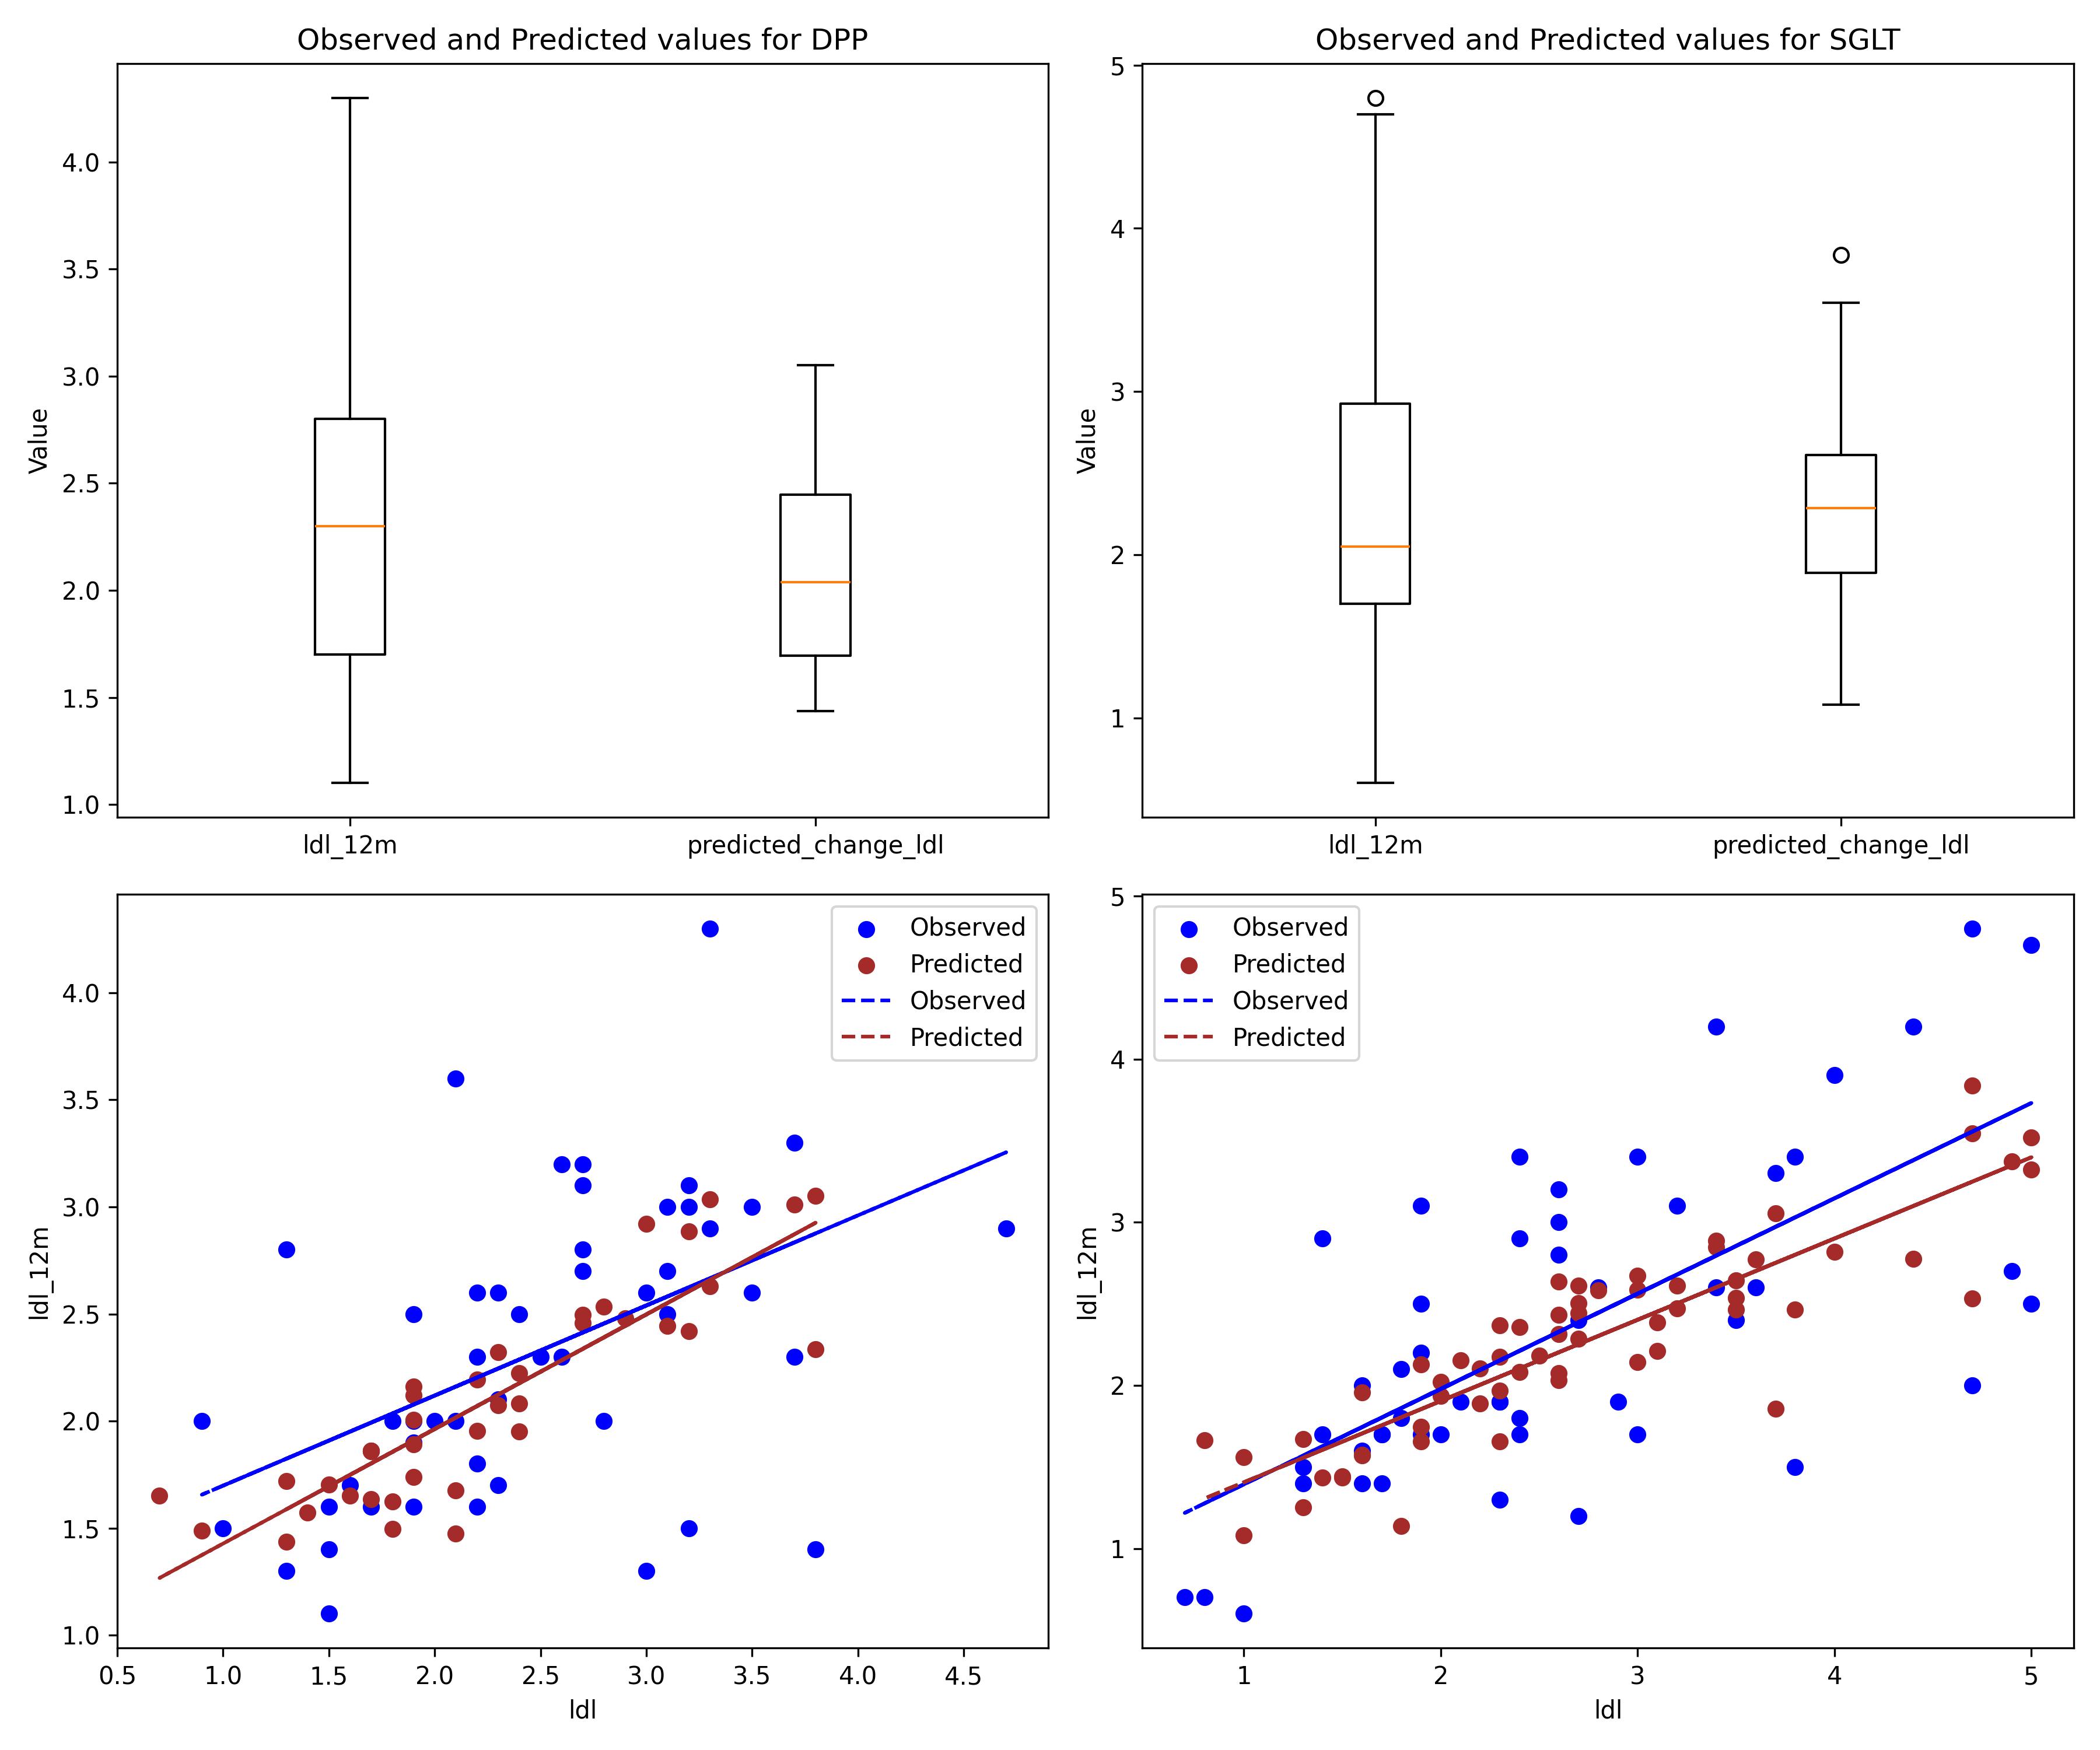 Observed and Predicted values for DPP
Value
4.0
3.5
3.0
2.5
2.0
1.5
1.0
ldl_12m
predicted_change_ldl
Observed and Predicted values for SGLT
Value
5
4
3
2
1
ldl_12m
predicted_change_ldl
ldl_12m
4.0
3.5
3.0
2.5
2.0
1.5
1.0
Observed
Predicted
Observed
Predicted
0.5 1.0 1.5 2.0 2.5 3.0 3.5 4.0 4.5
ldl
ldl_12m
5
4
3
2
1
Observed
Predicted
Observed
Predicted
1 2 3 4 5
ldl